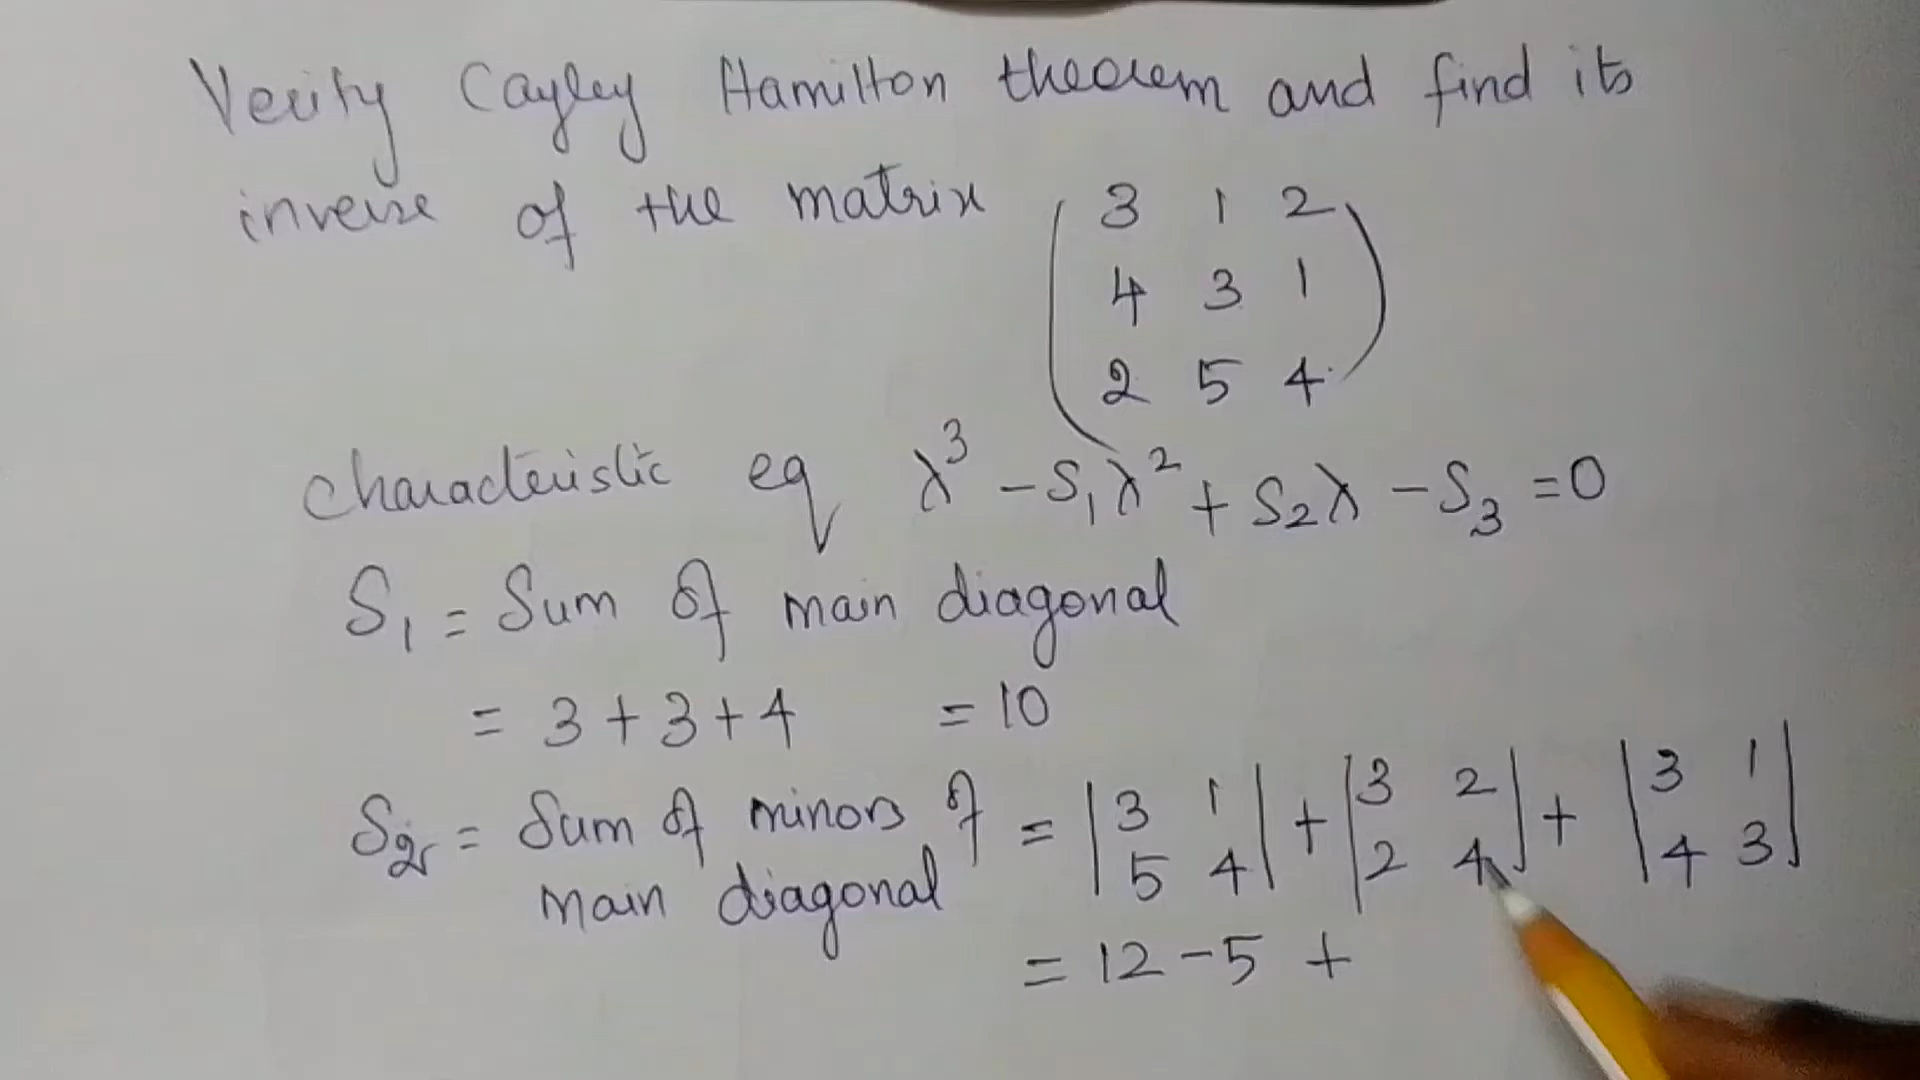 Verify Cayley Hamilton theorem and find its
inverse of the matrix ( 3 1 2
4 3 1
2 5 4 )
characteristic eq λ³ - S₁λ² + S₂λ - S₃ = 0
S₁ = Sum of main diagonal
= 3 + 3 + 4 = 10
S₂ = Sum of minors of = |3 1| + |3 2| + |3 1|
main diagonal |5 4| |2 4| |4 3|
= 12 - 5 +